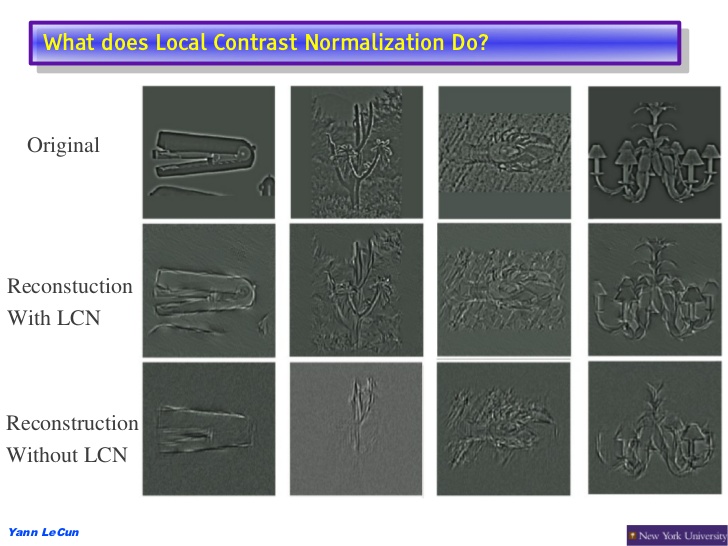 What does Local Contrast Normalization Do?
Original
Reconstuction
With LCN
Reconstruction
Without LCN
Yann LeCun
New York University